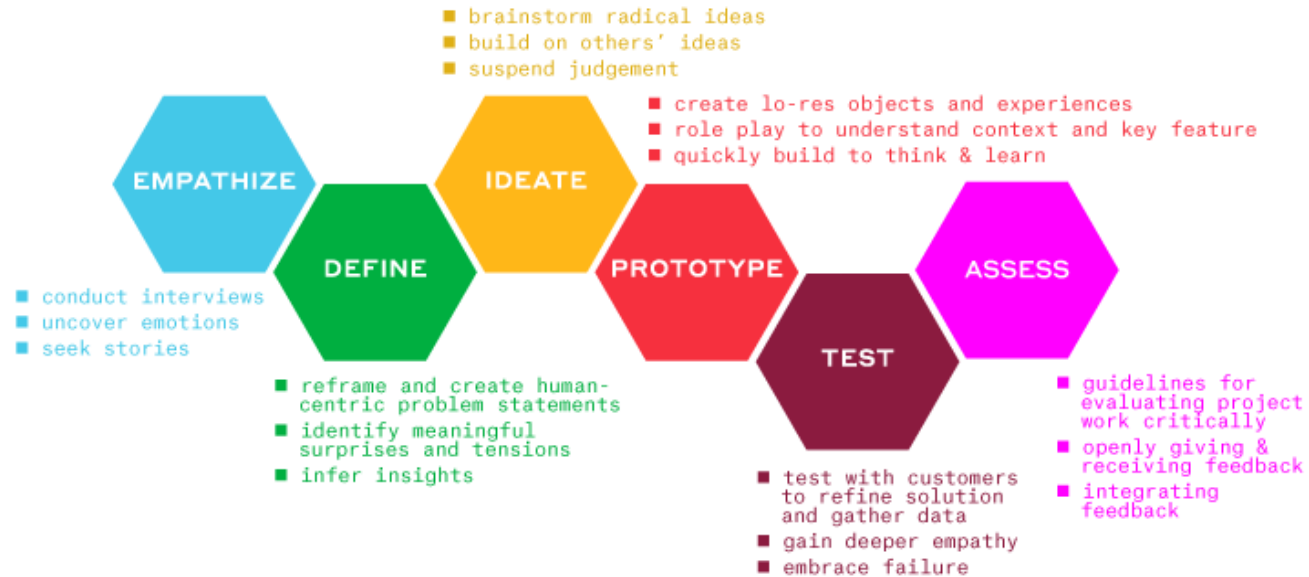 EMPATHIZE
■ conduct interviews
■ uncover emotions
■ seek stories
DEFINE
■ reframe and create human-
centric problem statements
■ identify meaningful
surprises and tensions
■ infer insights
IDEATE
■ brainstorm radical ideas
■ build on others' ideas
■ suspend judgement
PROTOTYPE
■ create lo-res objects and experiences
■ role play to understand context and key feature
■ quickly build to think & learn
TEST
■ test with customers
to refine solution
and gather data
■ gain deeper empathy
■ embrace failure
ASSESS
■ guidelines for
evaluating project
work critically
■ openly giving &
receiving feedback
■ integrating
feedback